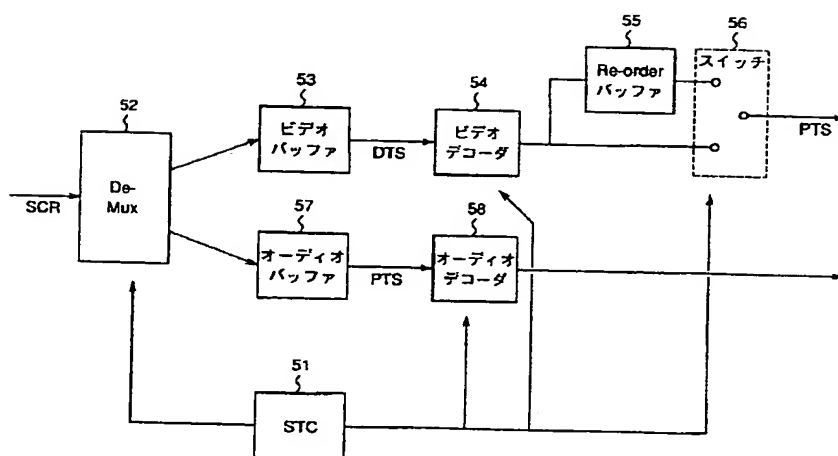 55
56
スイッチ
Re-order
バッファ
PTS
52
De-
Mux
SCR
53
ビデオ
バッファ
DTS
54
ビデオ
デコーダ
57
オーディオ
バッファ
PTS
58
オーディオ
デコーダ
51
STC